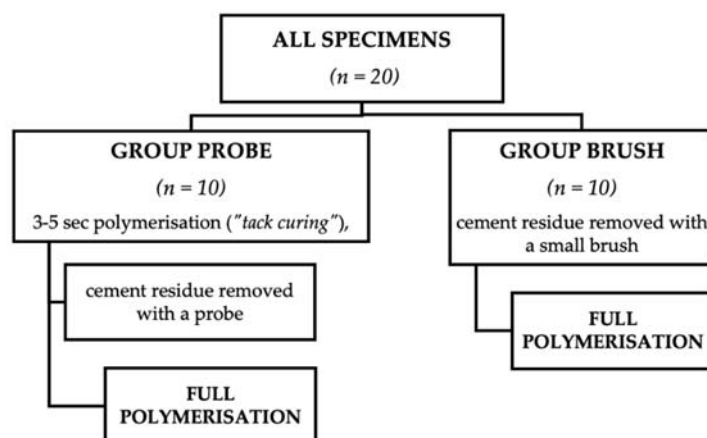 ALL SPECIMENS
(n = 20)
GROUP PROBE
(n = 10)
3-5 sec polymerisation ("tack curing"),
cement residue removed
with a probe
FULL
POLYMERISATION
GROUP BRUSH
(n = 10)
cement residue removed with
a small brush
FULL
POLYMERISATION